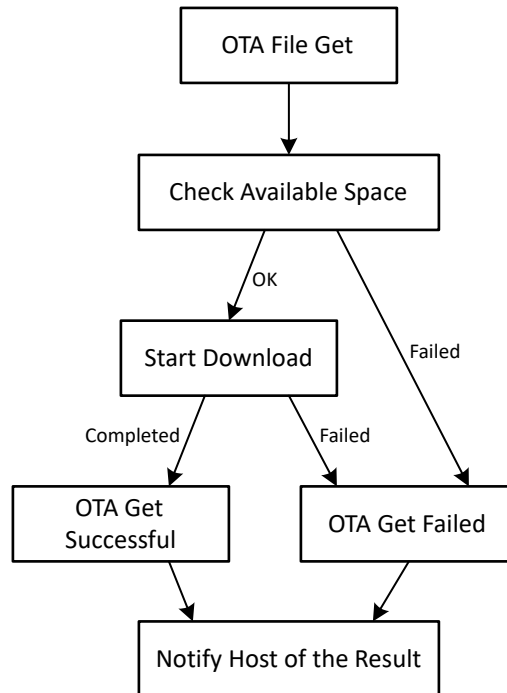 OTA File Get
Check Available Space
OK
Failed
Start Download
Completed
Failed
OTA Get
Successful
OTA Get Failed
Notify Host of the Result